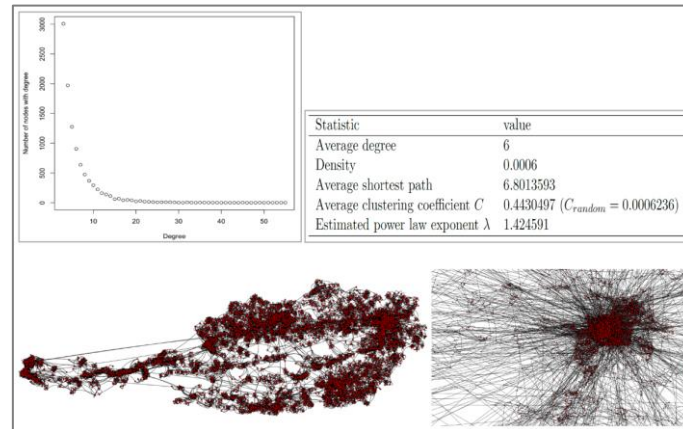 Number of nodes with degree
3000
2500
2000
1500
1000
500
0
10 20 30 40 50
Degree
Statistic value
Average degree 6
Density 0.0006
Average shortest path 6.8013593
Average clustering coefficient C 0.4430497 (C_random = 0.0006236)
Estimated power law exponent λ 1.424591